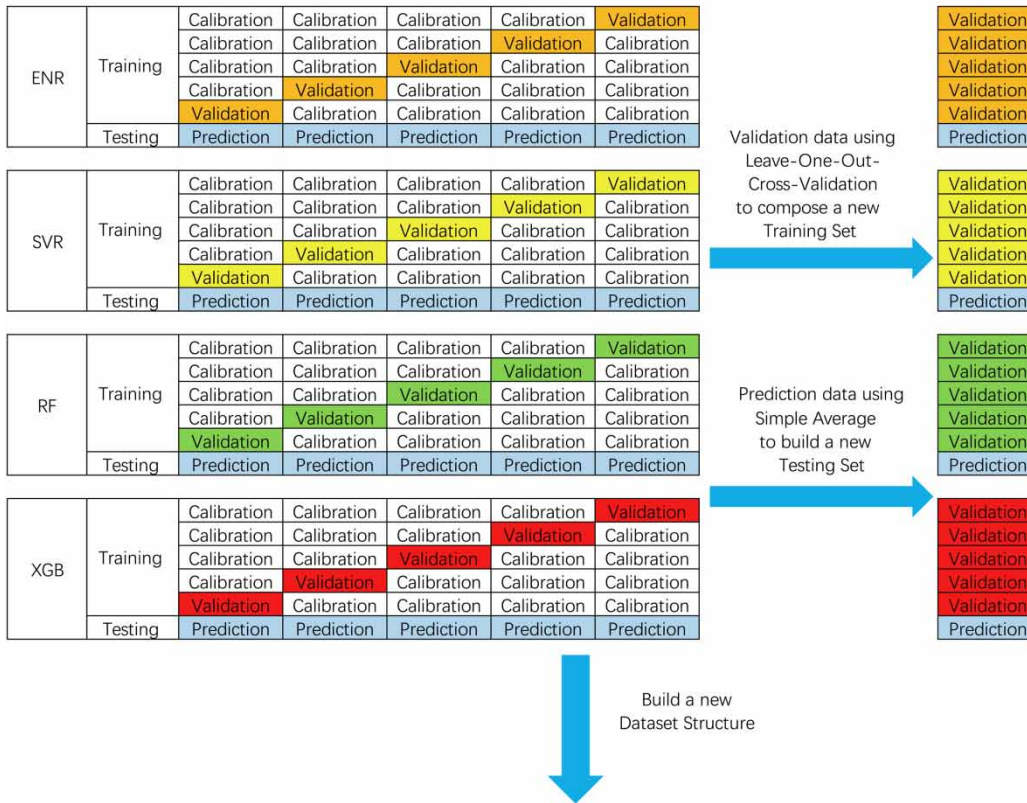 Calibration Calibration Calibration Calibration Validation Validation
Calibration Calibration Calibration Validation Calibration Validation
ENR Training Calibration Calibration Validation Calibration Calibration Validation
Calibration Validation Calibration Calibration Calibration Validation
Validation Calibration Calibration Calibration Calibration Validation
Testing Prediction Prediction Prediction Prediction Prediction Prediction
Validation data using
Leave-One-Out-
Cross-Validation
to compose a new
Training Set
Calibration Calibration Calibration Calibration Validation Validation
Calibration Calibration Calibration Validation Calibration Validation
SVR Training Calibration Calibration Validation Calibration Calibration Validation
Calibration Validation Calibration Calibration Calibration Validation
Validation Calibration Calibration Calibration Calibration Validation
Testing Prediction Prediction Prediction Prediction Prediction Prediction
Calibration Calibration Calibration Calibration Validation Validation
Calibration Calibration Calibration Validation Calibration Validation
RF Training Calibration Calibration Validation Calibration Calibration Validation
Calibration Validation Calibration Calibration Calibration Validation
Validation Calibration Calibration Calibration Calibration Validation
Testing Prediction Prediction Prediction Prediction Prediction Prediction
Prediction data using
Simple Average
to build a new
Testing Set
Calibration Calibration Calibration Calibration Validation Validation
Calibration Calibration Calibration Validation Calibration Validation
XGB Training Calibration Calibration Validation Calibration Calibration Validation
Calibration Validation Calibration Calibration Calibration Validation
Validation Calibration Calibration Calibration Calibration Validation
Testing Prediction Prediction Prediction Prediction Prediction Prediction
Build a new
Dataset Structure